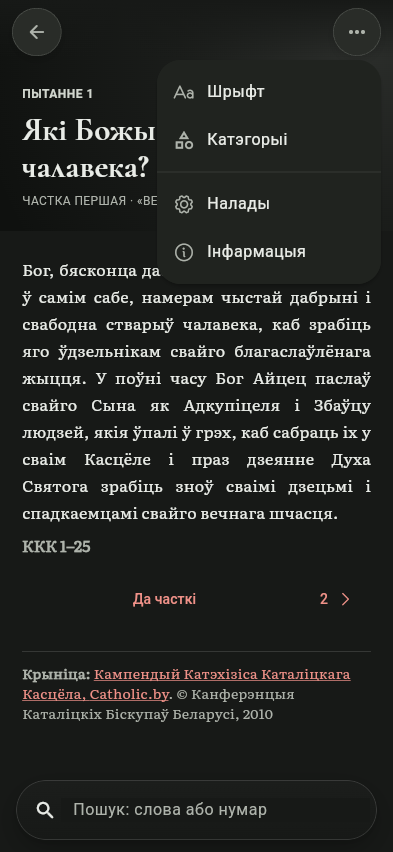 ПЫТАННЕ 1
Які Божы
чалавека?
ЧАСТКА ПЕРШАЯ · «ВЕ
Aa Шрыфт
Катэгорыі
Налады
Інфармацыя
Бог, бясконца да
ў самім сабе, намерам чыстай дабрыні і
свабодна стварыў чалавека, каб зрабіць
яго ўдзельнікам свайго благаслаўлёнага
жыцця. У поўні часу Бог Айцец паслаў
свайго Сына як Адкупіцеля і Збаўцу
людзей, якія ўпалі ў грэх, каб сабраць іх у
сваім Касцёле і праз дзеянне Духа
Святога зрабіць зноў сваімі дзецьмі і
спадкаемцамі свайго вечнага шчасця.
ККК 1–25
Да часткі 2
Крыніца: Кампендый Катэхізіса Каталіцкага
Касцёла, Catholic.by. © Канферэнцыя
Каталіцкіх Біскупаў Беларусі, 2010
Пошук: слова або нумар